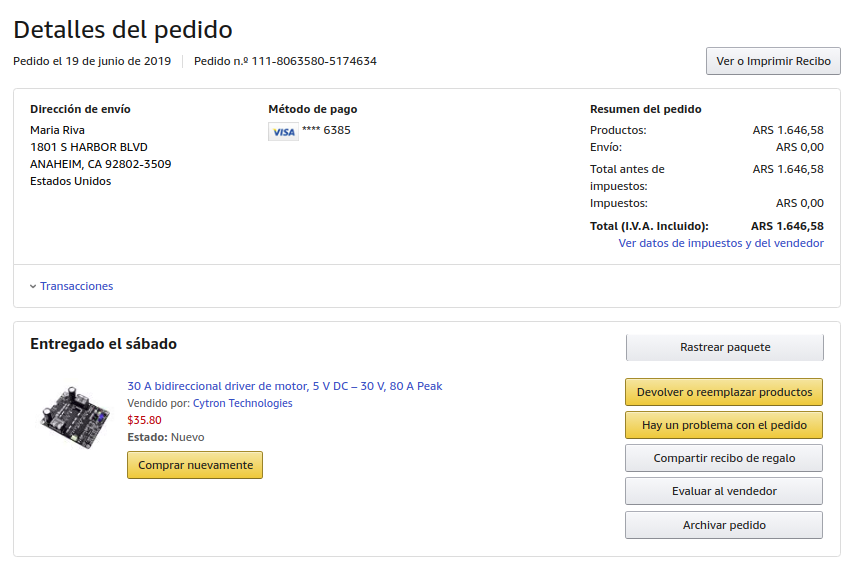 Detalles del pedido
Pedido el 19 de junio de 2019 Pedido n.º 111-8063580-5174634
Ver o Imprimir Recibo
Dirección de envío
Maria Riva
1801 S HARBOR BLVD
ANAHEIM, CA 92802-3509
Estados Unidos
Método de pago
VISA **** 6385
Resumen del pedido
Productos: ARS 1.646,58
Envío: ARS 0,00
Total antes de ARS 1.646,58
impuestos:
Impuestos: ARS 0,00
Total (I.V.A. Incluido): ARS 1.646,58
Ver datos de impuestos y del vendedor
Transacciones
Entregado el sábado
30 A bidireccional driver de motor, 5 V DC – 30 V, 80 A Peak
Vendido por: Cytron Technologies
$35.80
Estado: Nuevo
Comprar nuevamente
Rastrear paquete
Devolver o reemplazar productos
Hay un problema con el pedido
Compartir recibo de regalo
Evaluar al vendedor
Archivar pedido